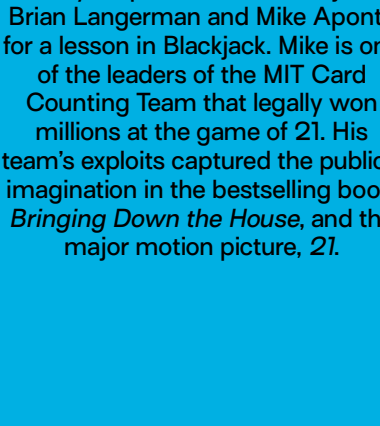 Brian Langerman and Mike Apont
for a lesson in Blackjack. Mike is on
of the leaders of the MIT Card
Counting Team that legally won
millions at the game of 21. His
team's exploits captured the public
imagination in the bestselling boo
Bringing Down the House, and th
major motion picture, 21.